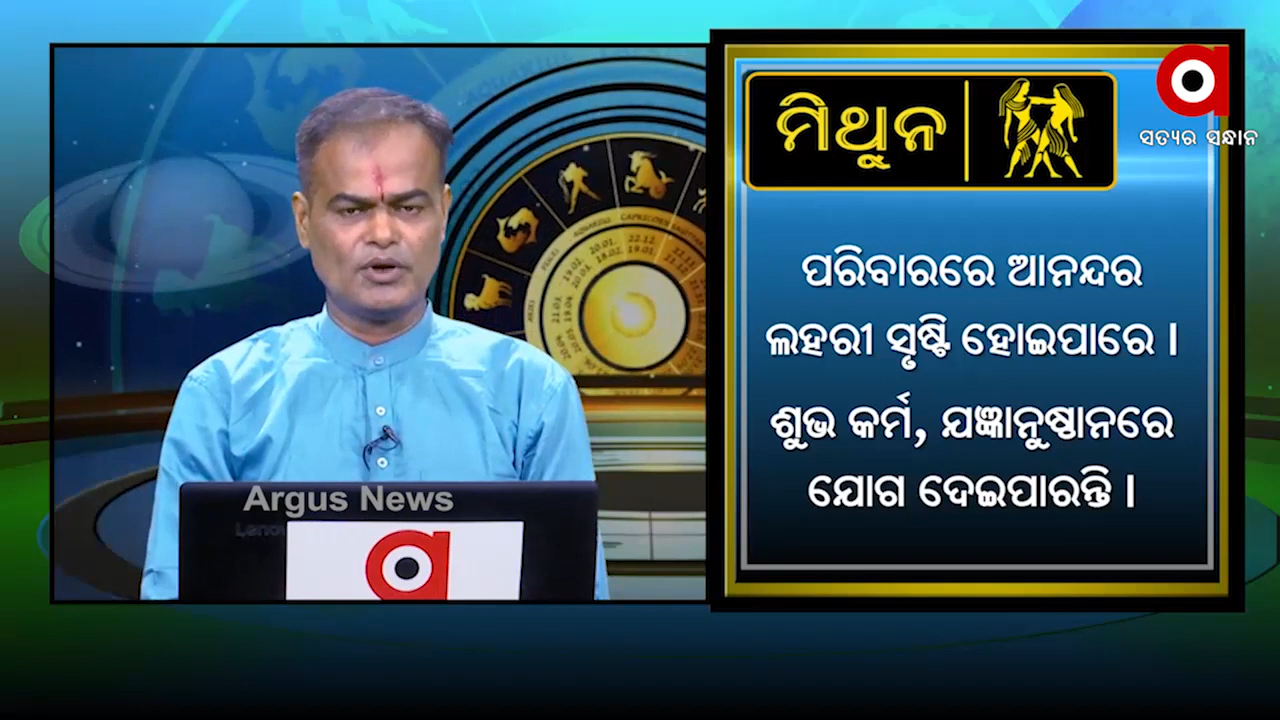 ମିଥୁନ
ସତ୍ୟର ସନ୍ଧାନ
ପରିବାରରେ ଆନନ୍ଦର
ଲହରୀ ସୃଷ୍ଟି ହୋଇପାରେ ।
ଶୁଭ କର୍ମ, ଯଜ୍ଞାନୁଷ୍ଠାନରେ
ଯୋଗ ଦେଇପାରନ୍ତି ।
Argus News